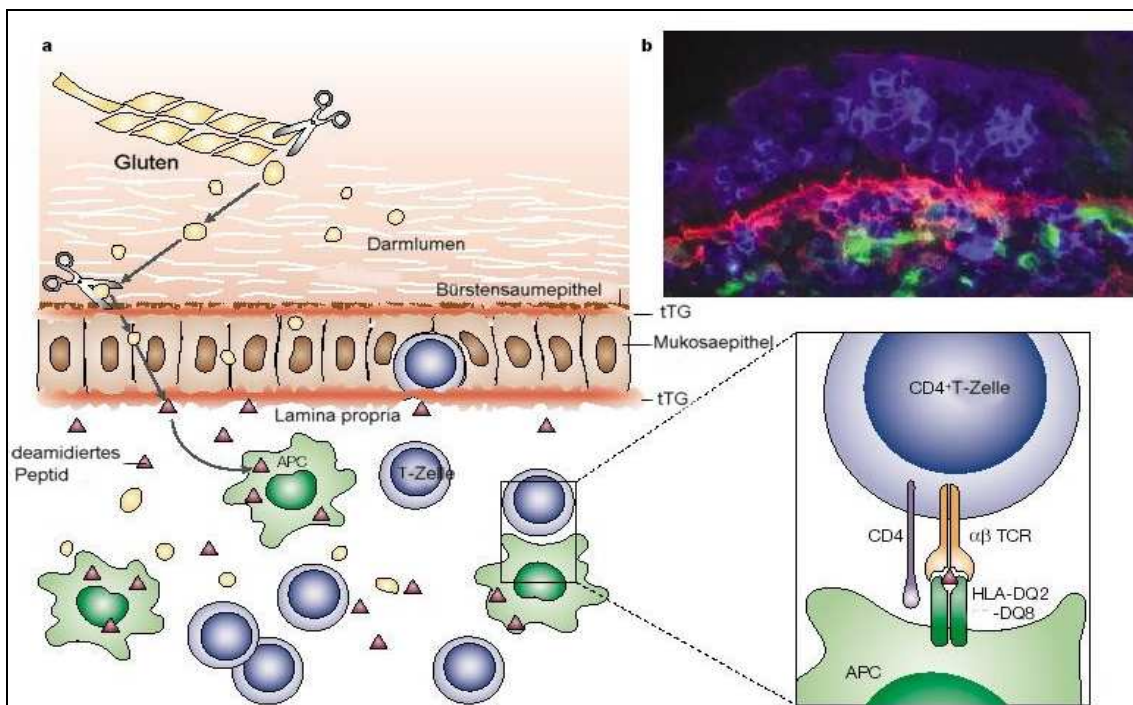 a
b
Gluten
Darmlumen
Bürstensaumepithel
tTG
Mukosaepithel
tTG
Lamina propria
deamidiertes
Peptid
APC
T-Zelle
CD4+T-Zelle
CD4
αβ TCR
HLA-DQ2
-DQ8
APC